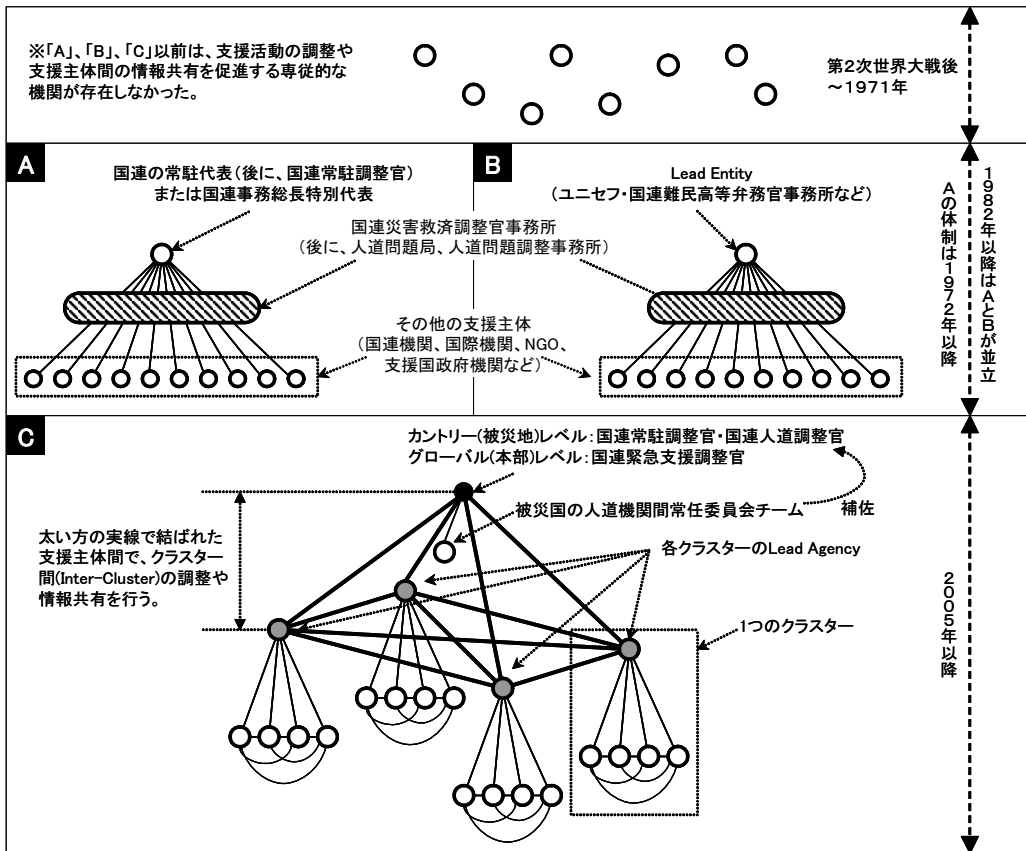 ※「A」、「B」、「C」以前は、支援活動の調整や
支援主体間の情報共有を促進する専従的な
機関が存在しなかった。
第2次世界大戦後
～1971年
A
国連の常駐代表(後に、国連常駐調整官)
または国連事務総長特別代表
B
Lead Entity
(ユニセフ・国連難民高等弁務官事務所など)
国連災害救済調整官事務所
(後に、人道問題局、人道問題調整事務所)
その他の支援主体
(国連機関、国際機関、NGO、
支援国政府機関など)
1982年以降はAとBが並立
Aの体制は1972年以降
C
カントリー(被災地)レベル：国連常駐調整官・国連人道調整官
グローバル(本部)レベル：国連緊急支援調整官
被災国の人道機関間常任委員会チーム
補佐
太い方の実線で結ばれた
支援主体間で、クラスター
間(Inter-Cluster)の調整や
情報共有を行う。
各クラスターのLead Agency
1つのクラスター
2005年以降